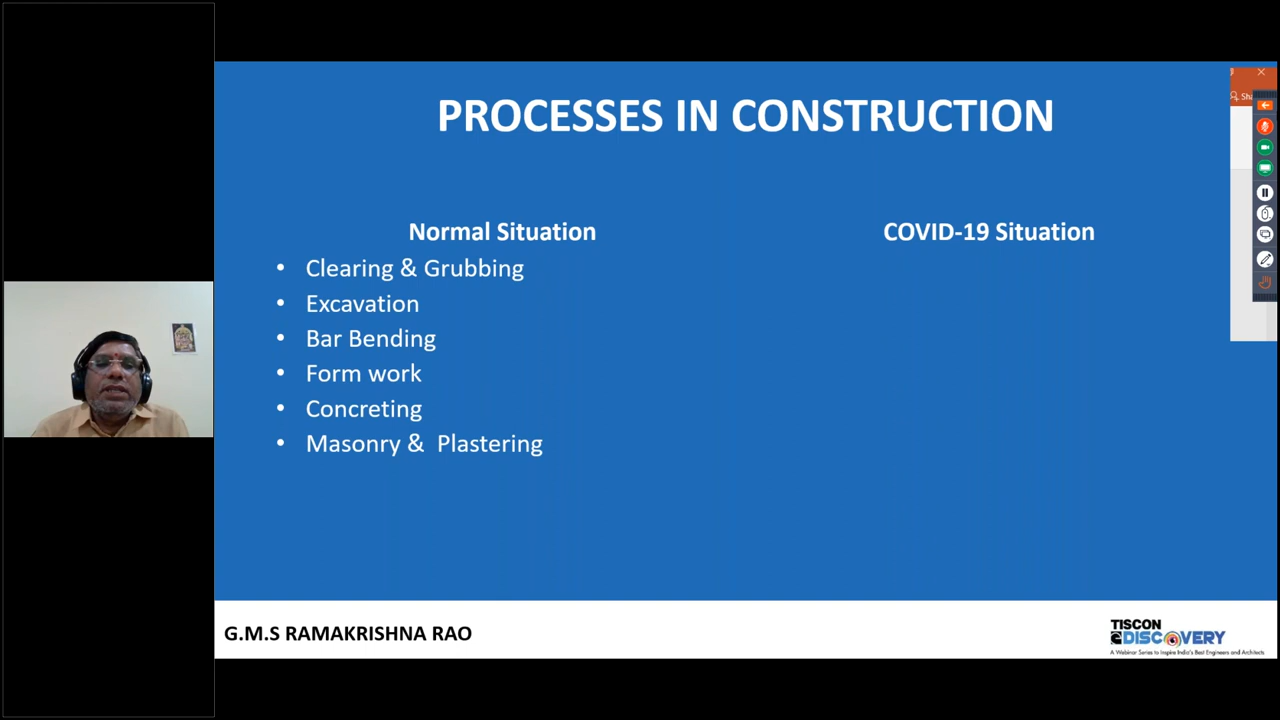 PROCESSES IN CONSTRUCTION
Normal Situation
• Clearing & Grubbing
• Excavation
• Bar Bending
• Form work
• Concreting
• Masonry & Plastering
COVID-19 Situation
G.M.S RAMAKRISHNA RAO
TISCON
eDISCOVERY
A Webinar Series to Inspire India's Best Engineers and Architects